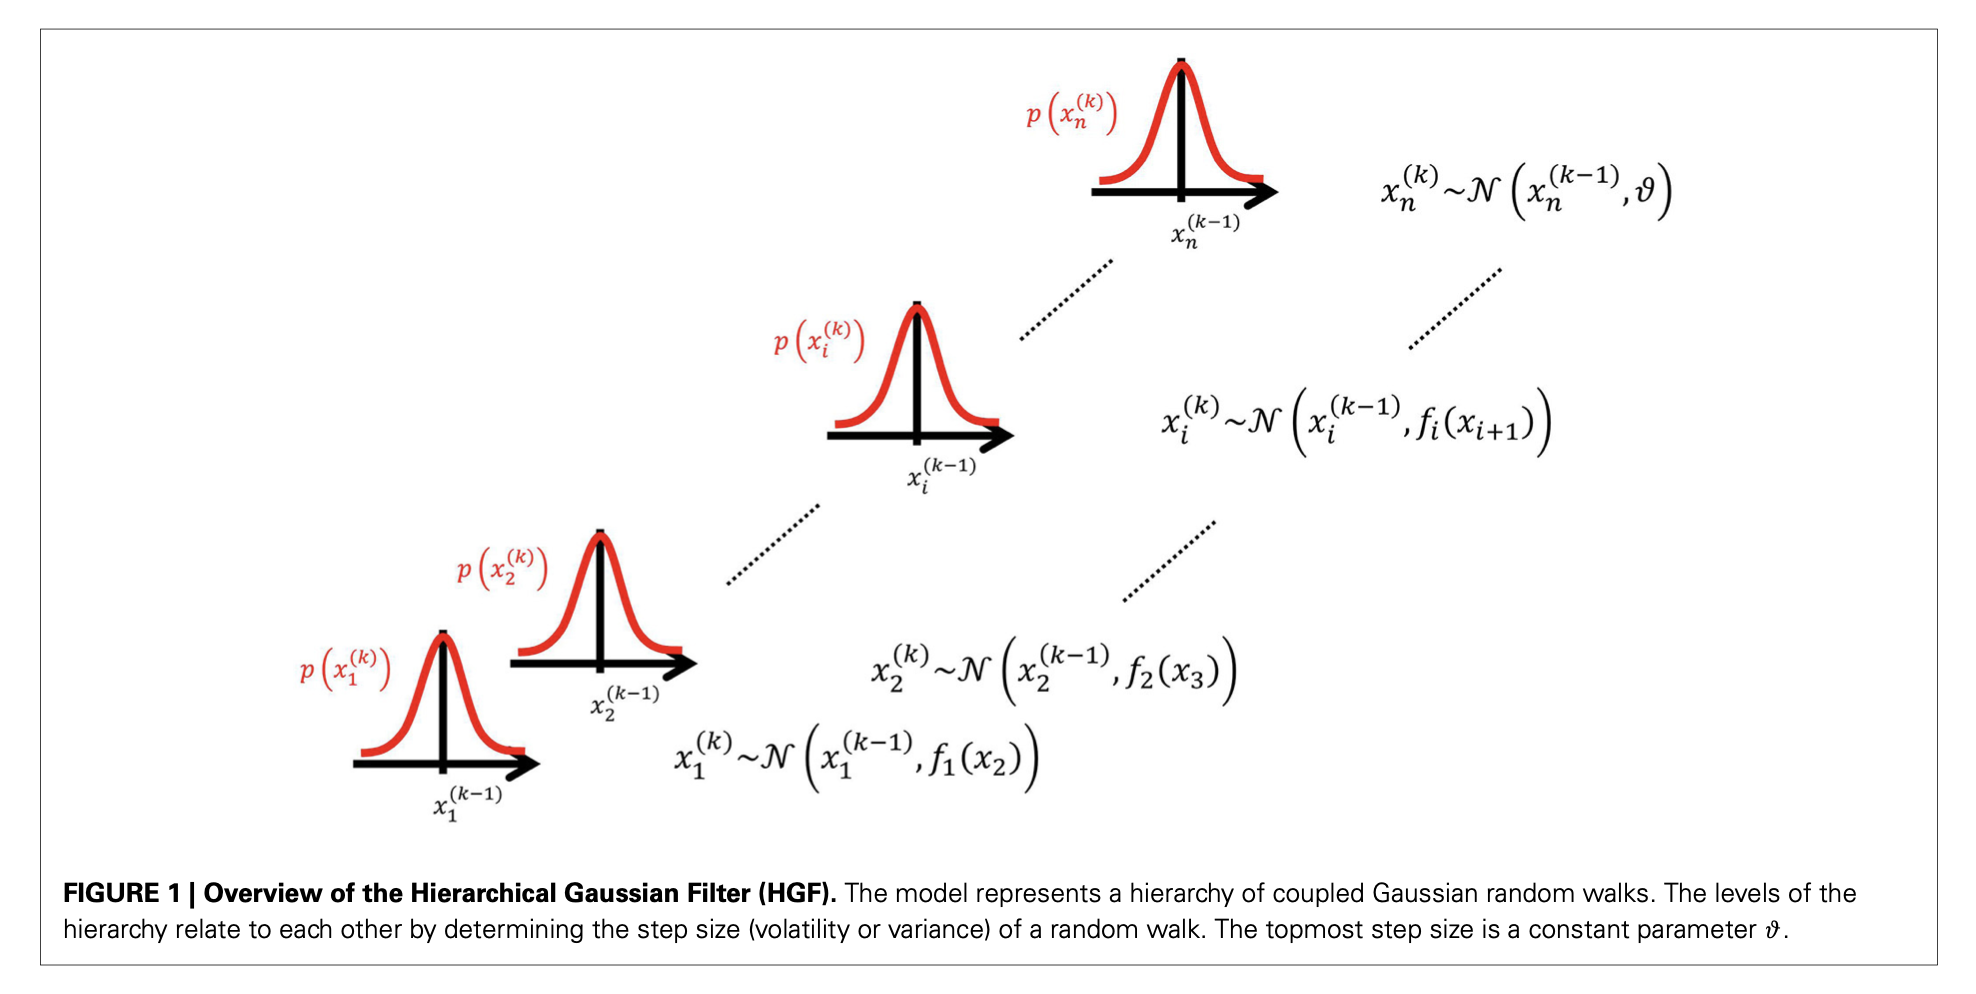 p(x_n^{(k)})
x_n^{(k)}~𝒩(x_n^{(k−1)},ϑ)
x_n^{(k−1)}
p(x_i^{(k)})
x_i^{(k)}~𝒩(x_i^{(k−1)},f_i(x_{i+1}))
x_i^{(k−1)}
p(x_2^{(k)})
x_2^{(k)}~𝒩(x_2^{(k−1)},f_2(x_3))
x_2^{(k−1)}
p(x_1^{(k)})
x_1^{(k)}~𝒩(x_1^{(k−1)},f_1(x_2))
x_1^{(k−1)}
FIGURE 1 | Overview of the Hierarchical Gaussian Filter (HGF). The model represents a hierarchy of coupled Gaussian random walks. The levels of the
hierarchy relate to each other by determining the step size (volatility or variance) of a random walk. The topmost step size is a constant parameter ϑ.